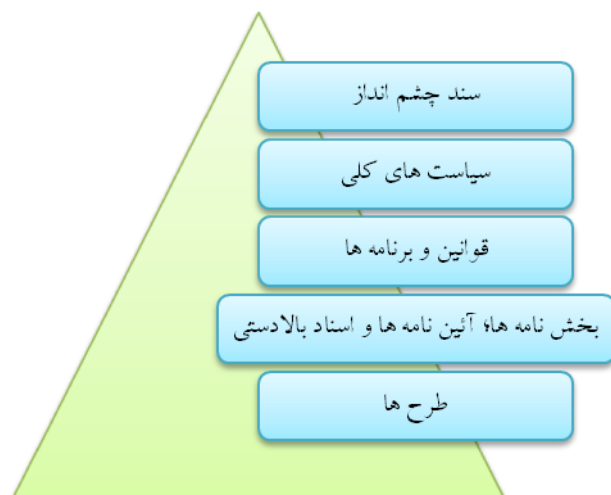 سند چشم انداز
سیاست های کلی
قوانین و برنامه ها
بخش نامه ها؛ آئین نامه ها و اسناد بالادستی
طرح ها